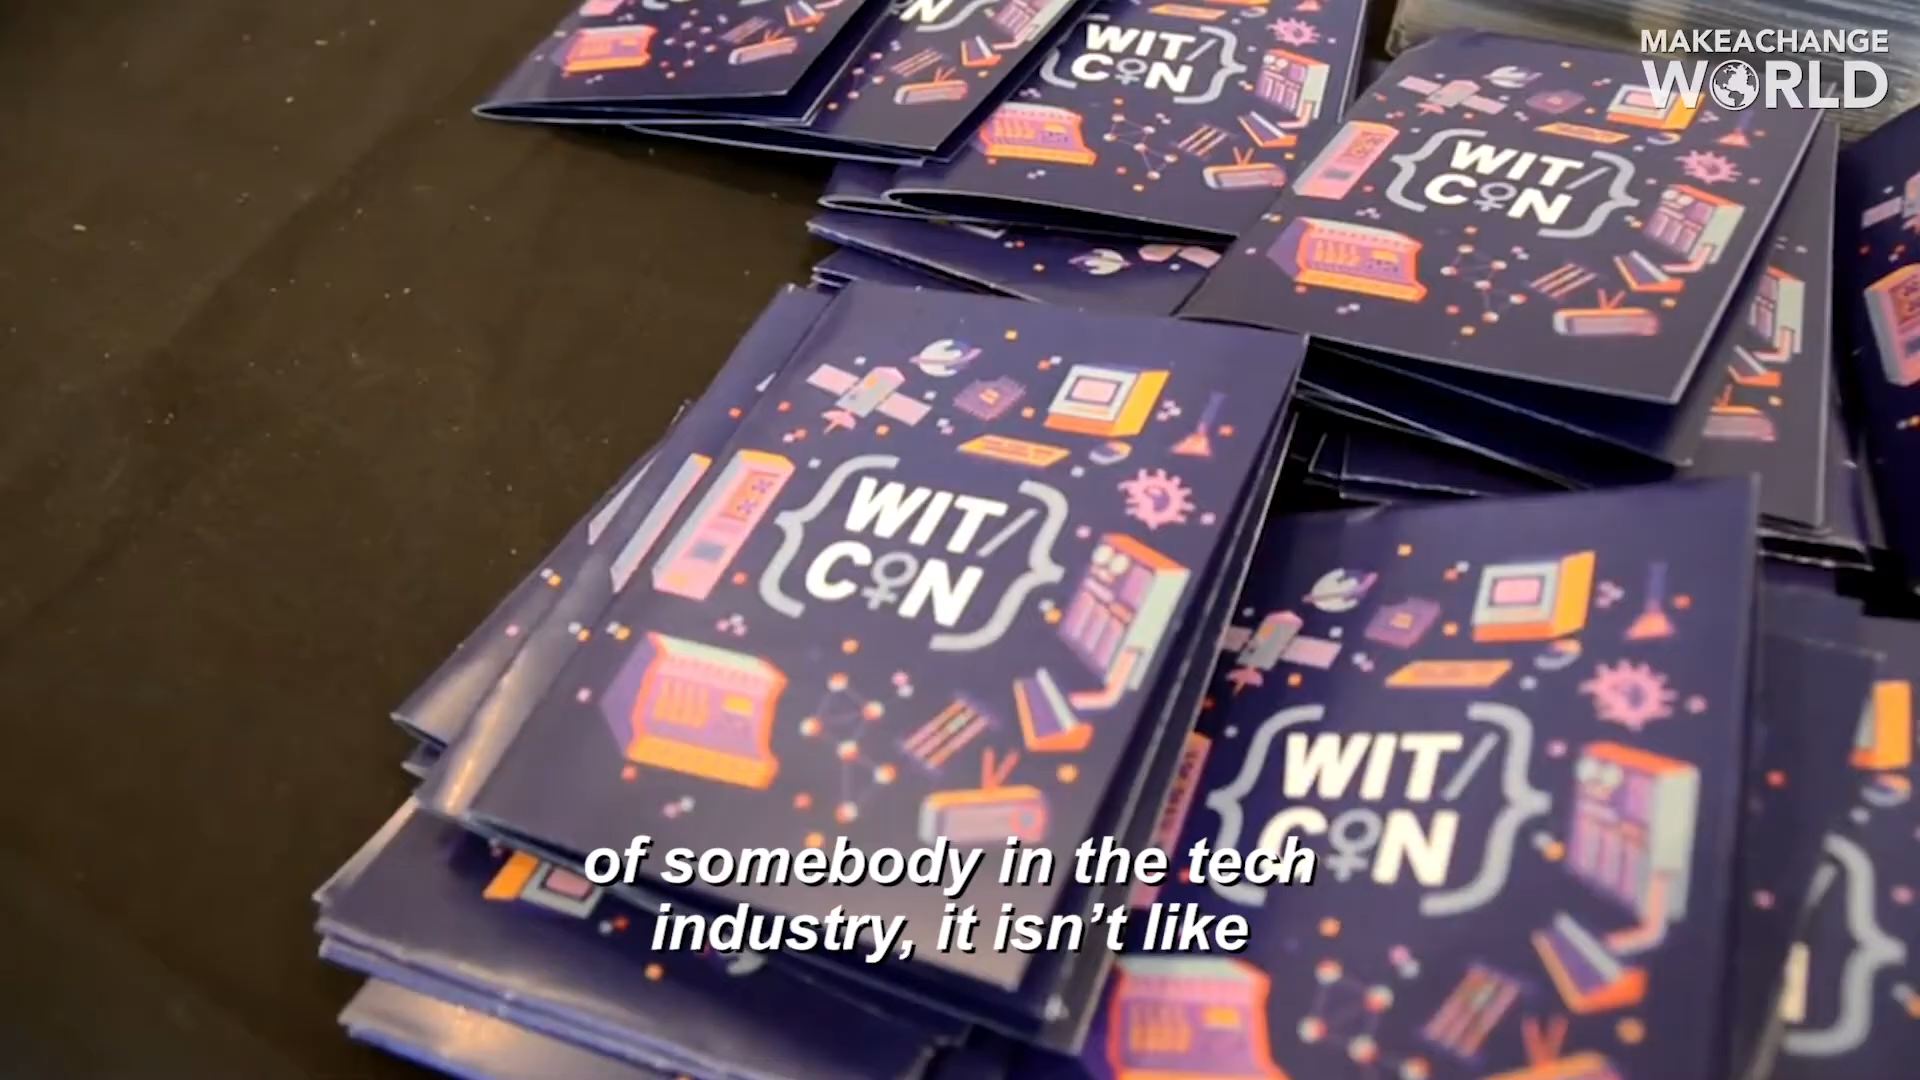 MAKEACHANGE
WORLD
WIT/
CON
WIT/
CON
WIT/
CON
WIT/
CON
of somebody in the tech
industry, it isn't like